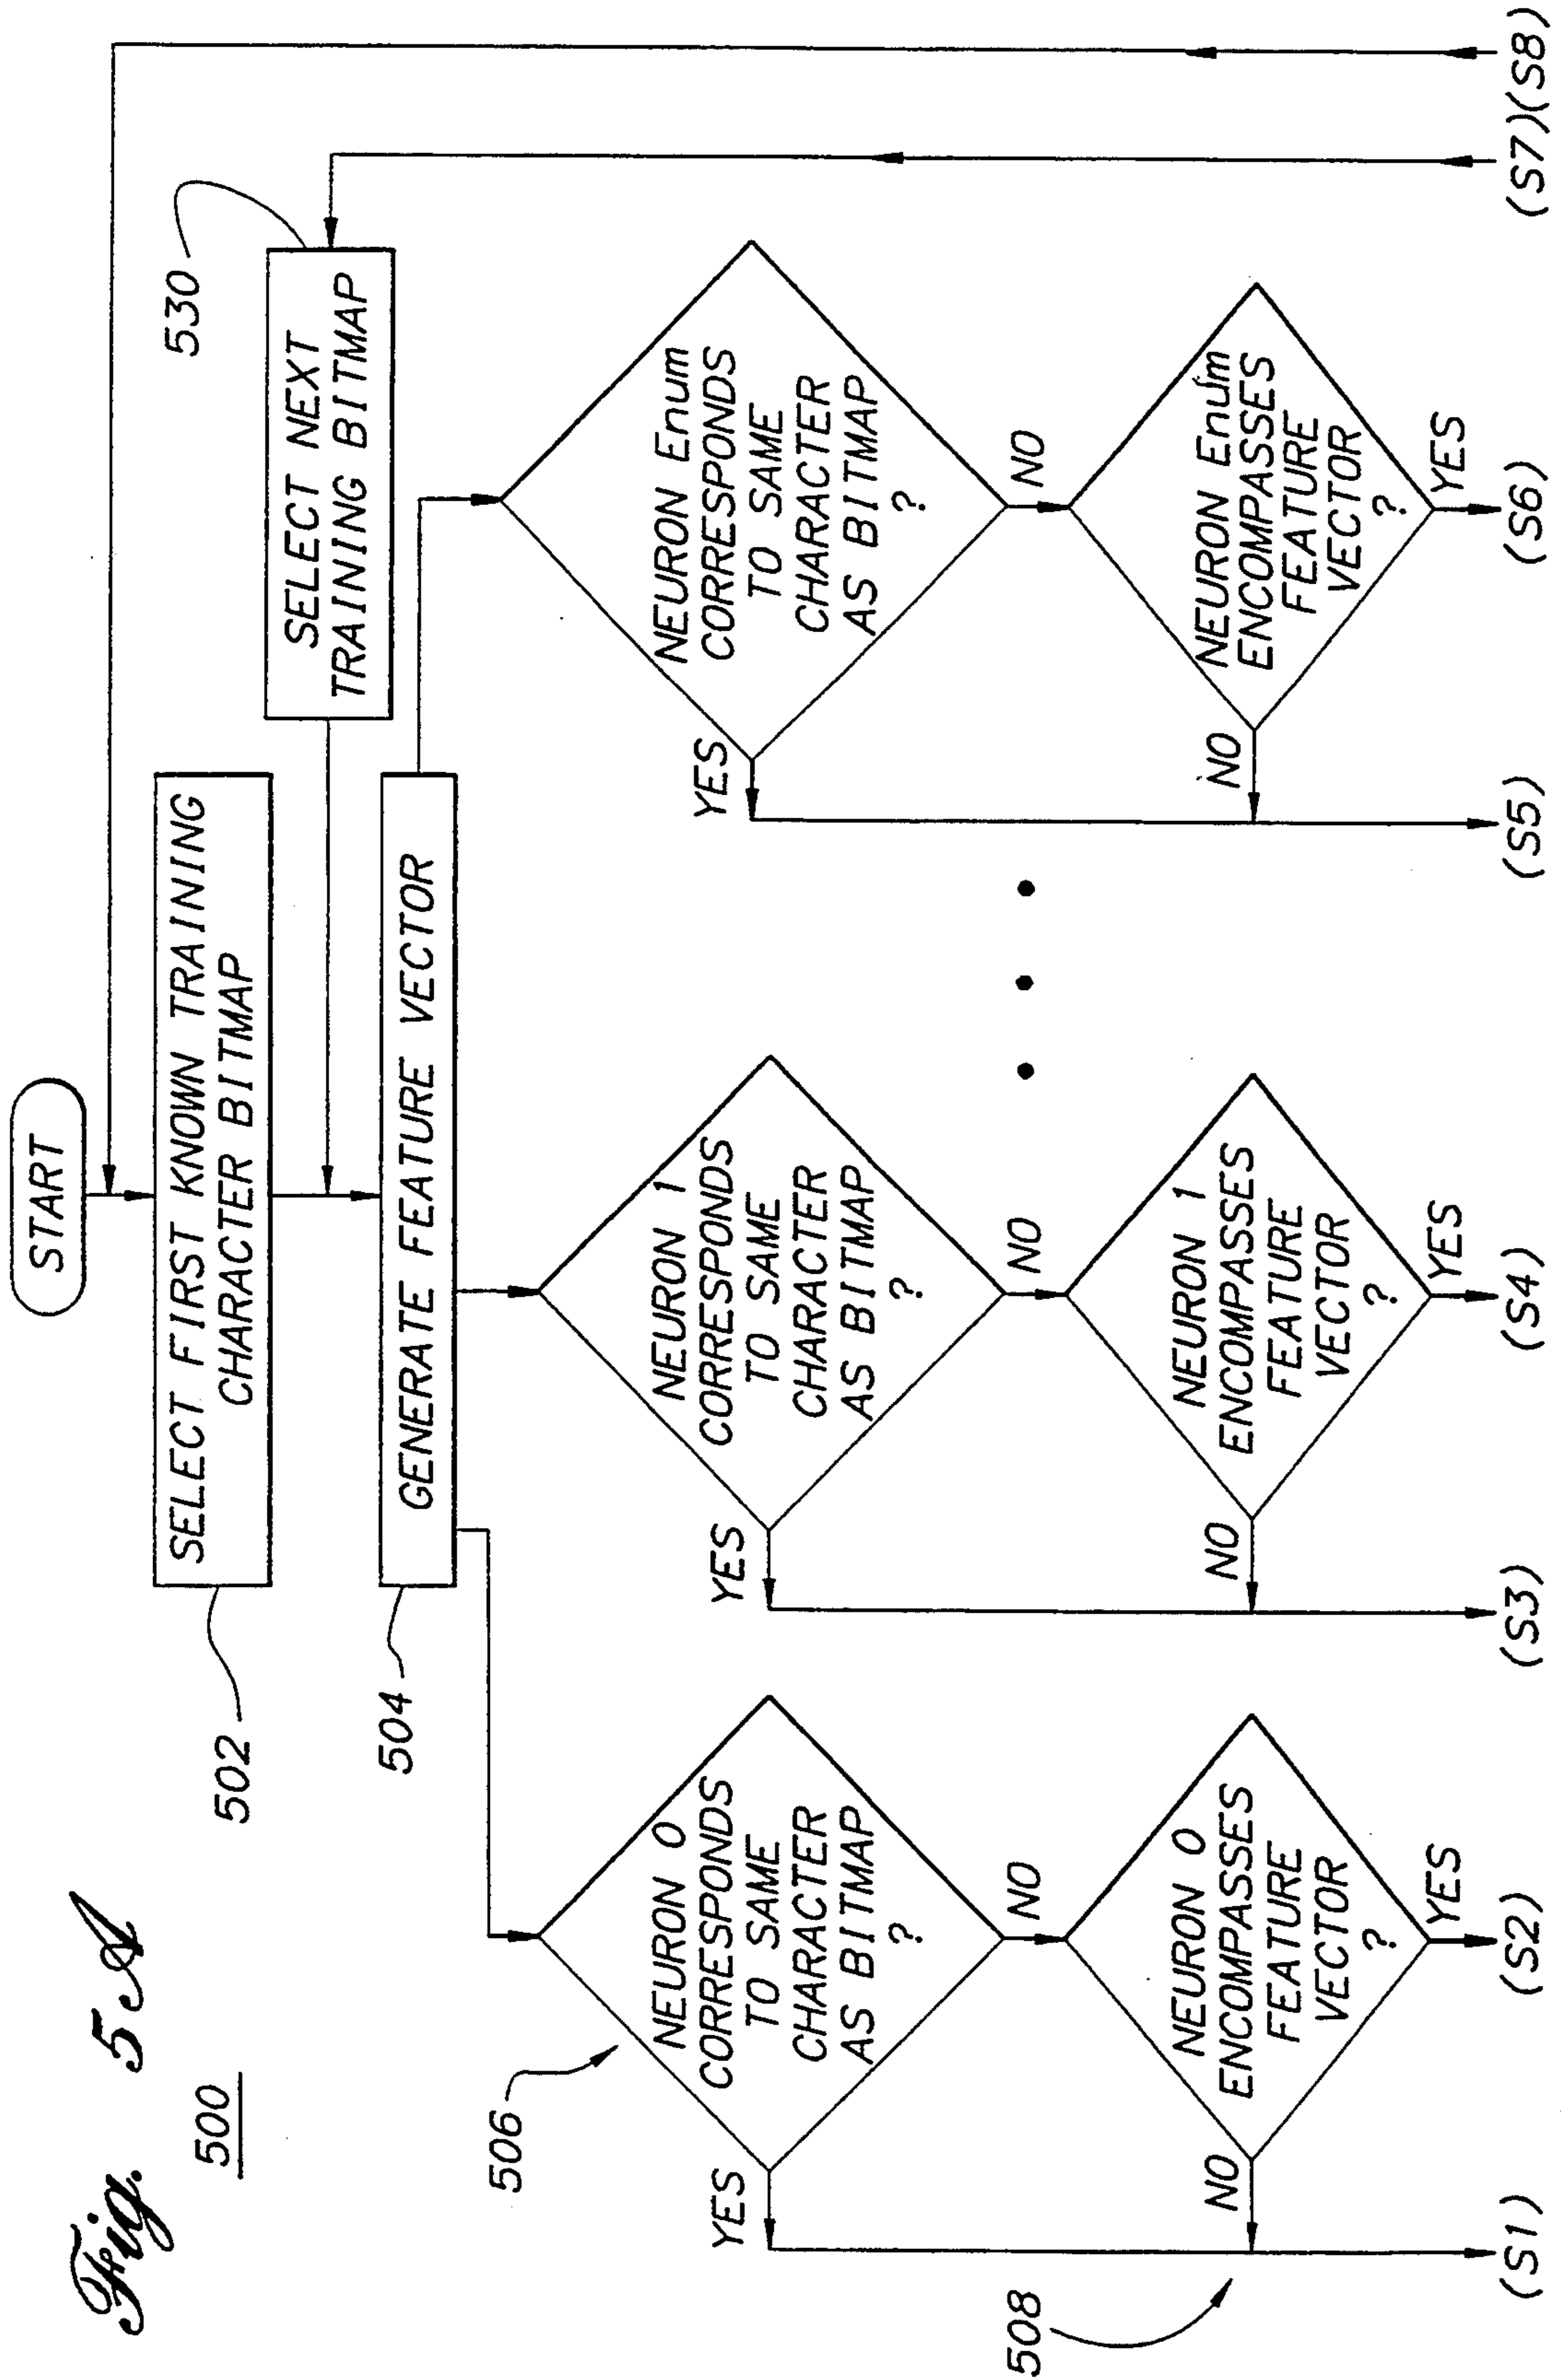 Fig. 5A
500
START
SELECT FIRST KNOWN TRAINING
CHARACTER BITMAP
502
SELECT NEXT
TRAINING BITMAP
530
GENERATE FEATURE VECTOR
504
506
NEURON 0
CORRESPONDS
TO SAME
CHARACTER
AS BITMAP
?
YES
NO
NEURON 1
CORRESPONDS
TO SAME
CHARACTER
AS BITMAP
?
YES
NO
NEURON Enum
CORRESPONDS
TO SAME
CHARACTER
AS BITMAP
?
YES
NO
508
NEURON 0
ENCOMPASSES
FEATURE
VECTOR
?
NO
YES
NEURON 1
ENCOMPASSES
FEATURE
VECTOR
?
NO
YES
NEURON Enum
ENCOMPASSES
FEATURE
VECTOR
?
NO
YES
(S1)
(S2)
(S3)
(S4)
(S5)
(S6)
(S7)(S8)